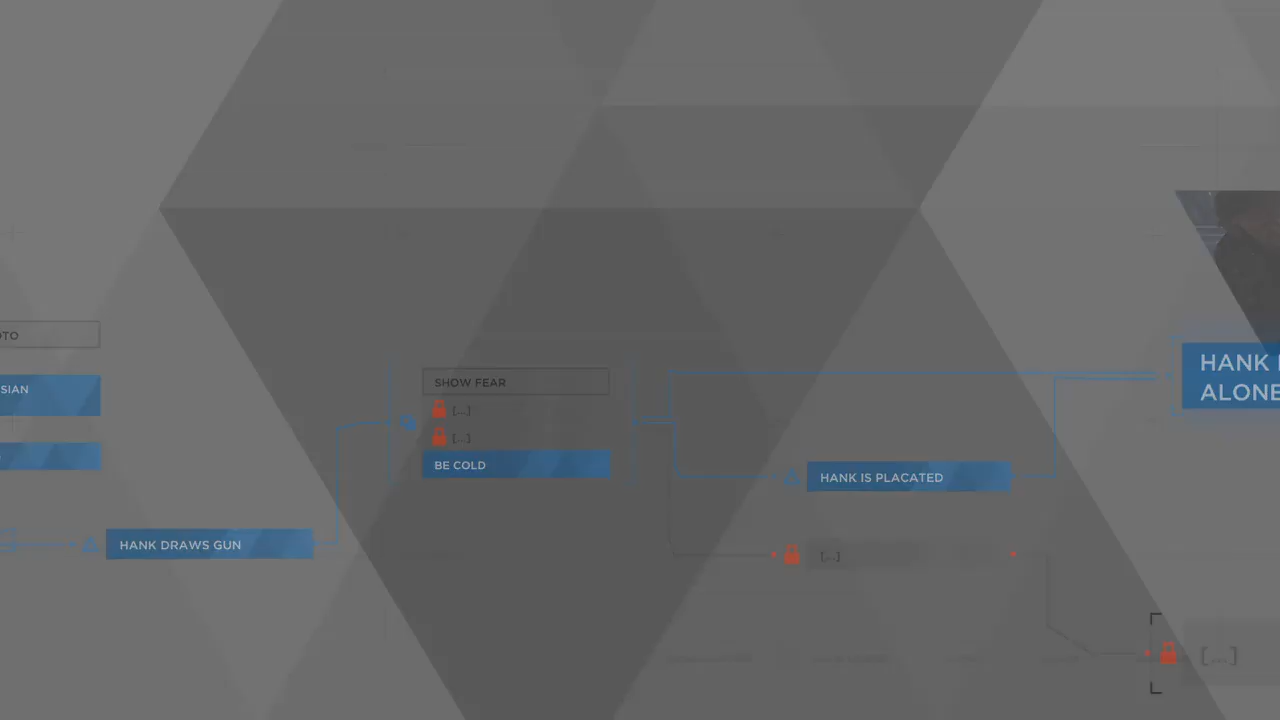 OTO
SIAN
HANK DRAWS GUN
SHOW FEAR
[...]
[...]
BE COLD
HANK IS PLACATED
[...]
HANK
ALONE
[...]